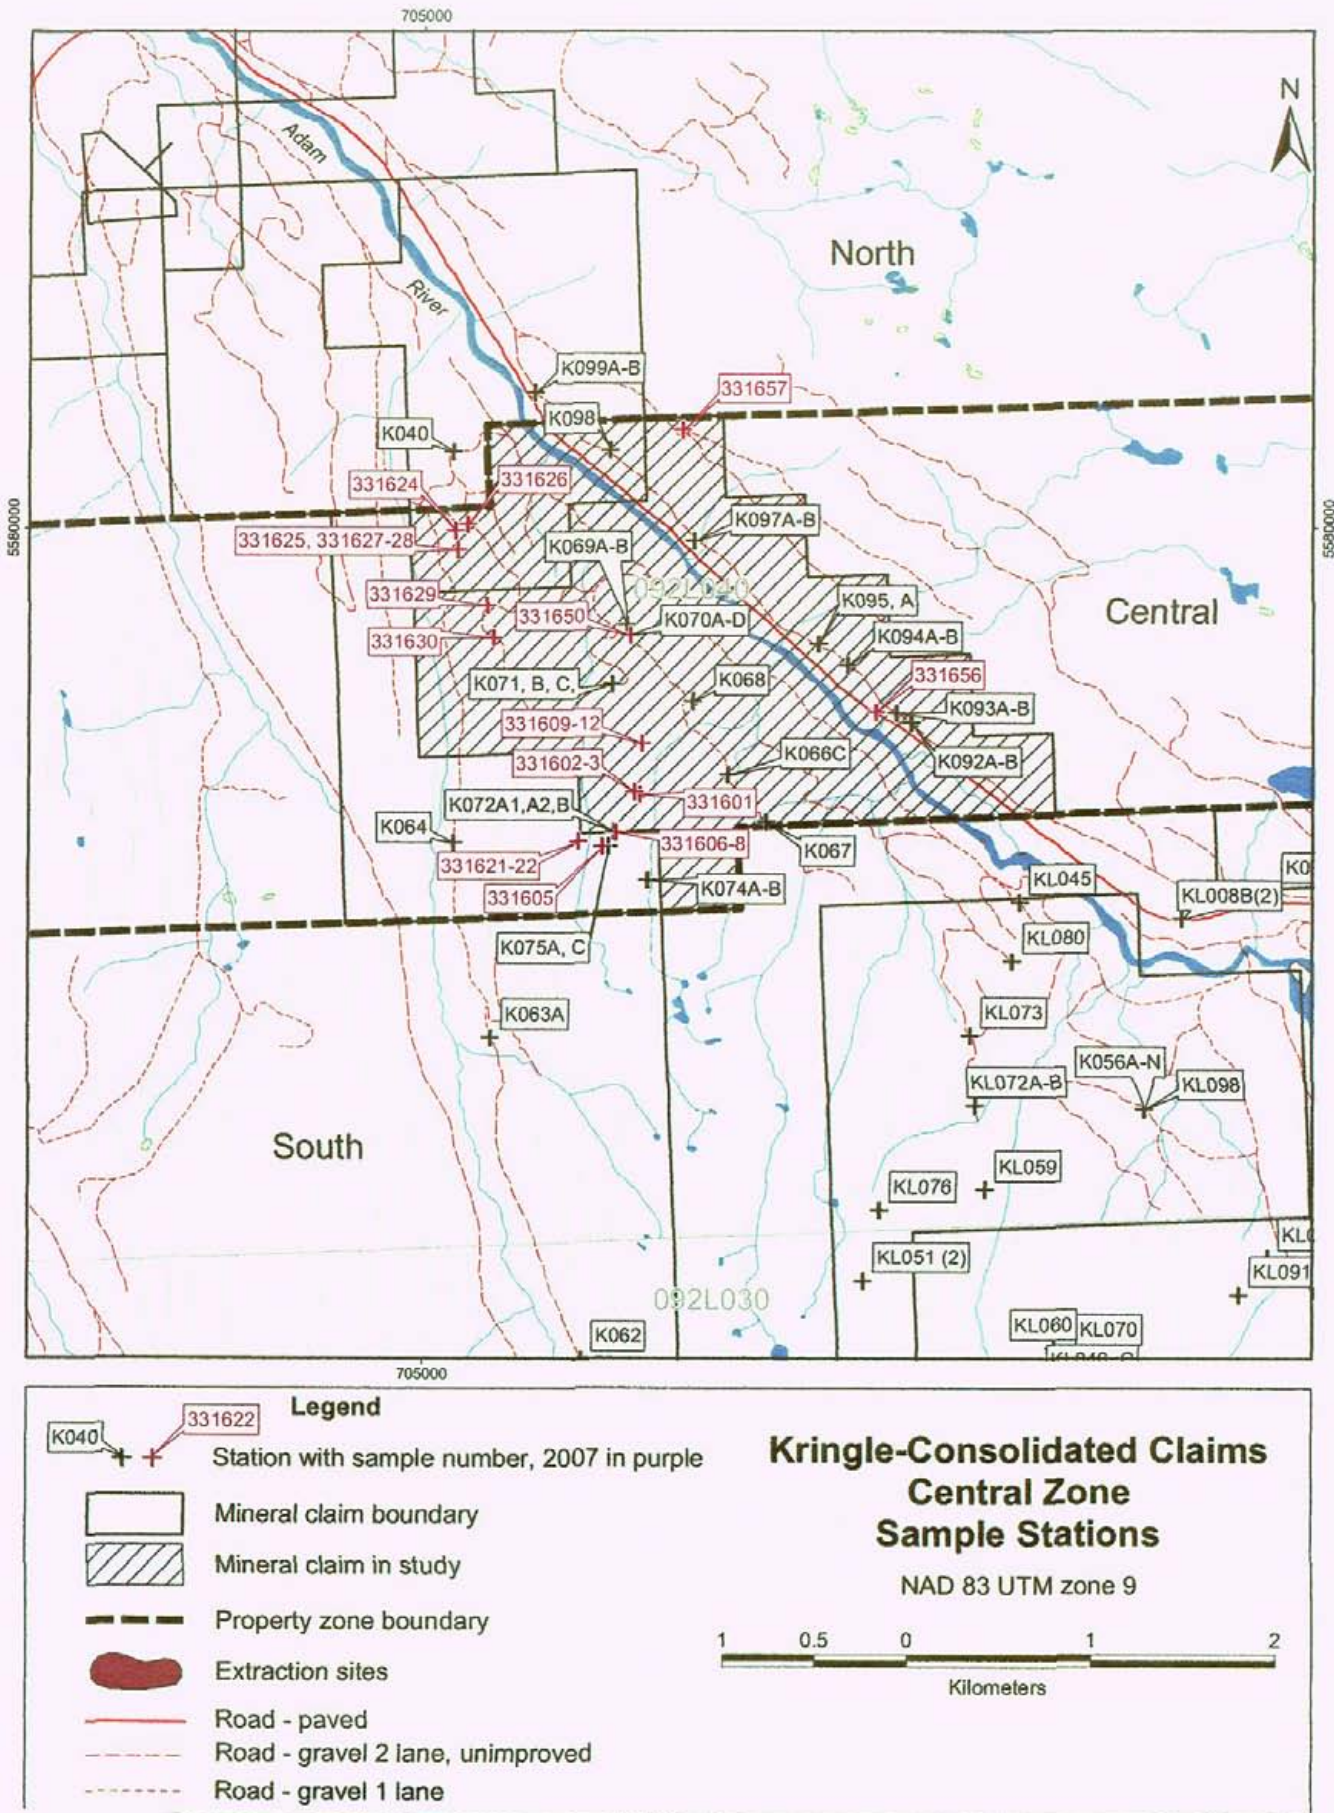 705000
N
Adam
River
North
K099A-B
331657
K098
K040
331624
331626
5580000
5580000
K097A-B
331625, 331627-28
K069A-B
092L040
331629
K095, A
Central
331650
K070A-D
331630
K094A-B
331656
K071, B, C,
K068
K093A-B
331609-12
K066C
K092A-B
331602-3
K072A1, A2,B
331601
K064
331606-8
K067
331621-22
K0
KL045
331605
K074A-B
KL008B(2)
K075A, C
KL080
K063A
KL073
K056A-N
KL072A-B
KL098
South
KL059
KL076
KL051 (2)
KL091
092L030
K062
KL060
KL070
705000
Legend
K040
331622
Station with sample number, 2007 in purple
Mineral claim boundary
Mineral claim in study
Property zone boundary
Extraction sites
Road - paved
Road - gravel 2 lane, unimproved
Road - gravel 1 lane
Kringle-Consolidated Claims
Central Zone
Sample Stations
NAD 83 UTM zone 9
1 0.5 0 1 2
Kilometers